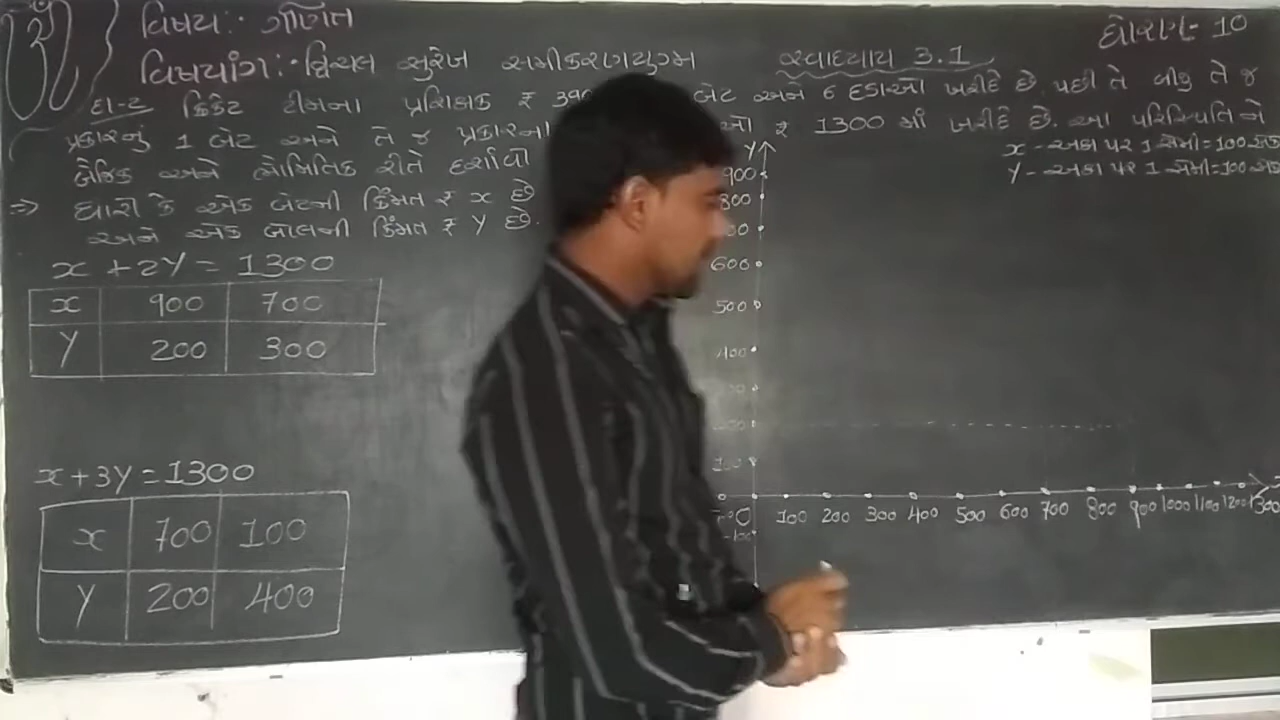 વિષય:- ગણિત
ધોરણ- 10
વિષયાંગ:- દ્વિચલ સુરેખ સમીકરણયુગ્મ
સ્વાધ્યાય 3.1
દા-2 ક્રિકેટ ટીમના પ્રશિક્ષક ₹ 390 બેટ અને 6 દડાઓ ખરીદે છે. પછી તે બીજુ તે જ
પ્રકારનું 1 બેટ અને તે જ પ્રકારના ₹ 1300 માં ખરીદે છે. આ પરિસ્થિતિને
બૈજિક અને ભૌમિતિક રીતે દર્શાવો
x - અક્ષ પર 1 સેમી = 100 એકમ
y - અક્ષ પર 1 સેમી = 100 એકમ
⇒ ધારો કે એક બેટની કિંમત ₹ x છે
અને એક બોલની કિંમત ₹ y છે.
x + 2y = 1300
x 900 700
y 200 300
x + 3y = 1300
x 700 100
y 200 400
y
900
800
600
500
400
100
0 100 200 300 400 500 600 700 800 900 1000 1100 1200 1300
-100